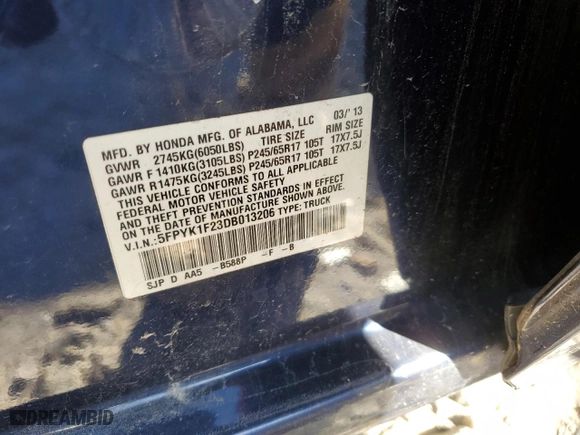 MFD. BY HONDA MFG. OF ALABAMA, LLC 03/'13
GVWR 2745KG(6050LBS) TIRE SIZE RIM SIZE
GAWR F 1410KG(3105LBS) P245/65R17 105T 17X7.5J
GAWR R1475KG(3245LBS) P245/65R17 105T 17X7.5J
THIS VEHICLE CONFORMS TO ALL APPLICABLE
FEDERAL MOTOR VEHICLE SAFETY
AND THEFT PREVENTION STANDARDS IN EFFECT
ON THE DATE OF MANUFACTURE SHOWN ABOVE.
V.I.N.:5FPYK1F23DB013206 TYPE: TRUCK
SJP D AA5 -B588P -F -B
DREAMBID